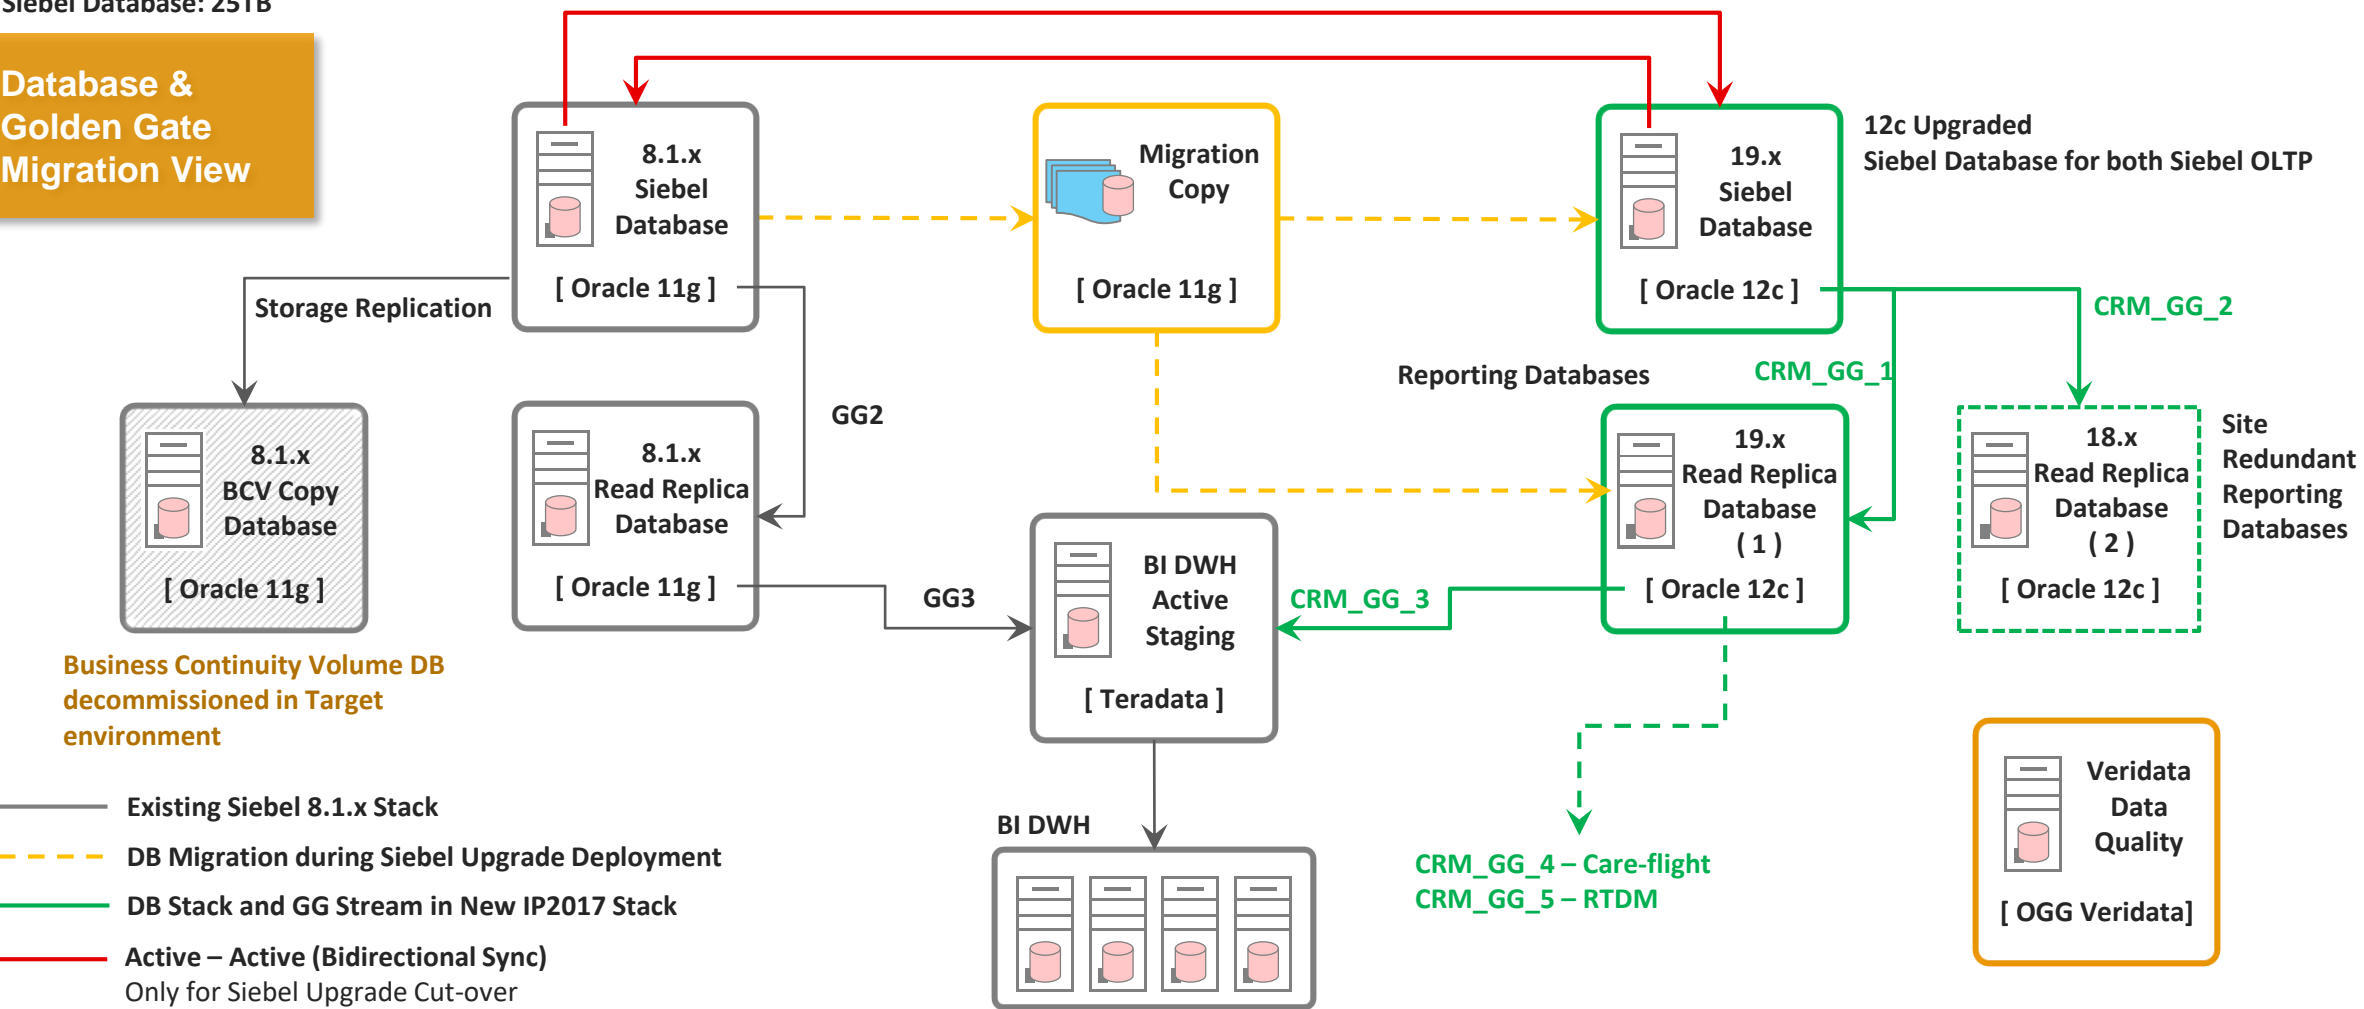 Siebel Database: 25TB
Database &
Golden Gate
Migration View
8.1.x
Siebel
Database
[ Oracle 11g ]
Migration
Copy
[ Oracle 11g ]
19.x
Siebel
Database
[ Oracle 12c ]
12c Upgraded
Siebel Database for both Siebel OLTP
Storage Replication
CRM_GG_2
Reporting Databases
CRM_GG_1
GG2
8.1.x
BCV Copy
Database
[ Oracle 11g ]
8.1.x
Read Replica
Database
[ Oracle 11g ]
19.x
Read Replica
Database
( 1 )
[ Oracle 12c ]
18.x
Read Replica
Database
( 2 )
[ Oracle 12c ]
Site
Redundant
Reporting
Databases
GG3
BI DWH
Active
Staging
[ Teradata ]
CRM_GG_3
Business Continuity Volume DB
decommissioned in Target
environment
Existing Siebel 8.1.x Stack
DB Migration during Siebel Upgrade Deployment
DB Stack and GG Stream in New IP2017 Stack
Active – Active (Bidirectional Sync)
Only for Siebel Upgrade Cut-over
BI DWH
CRM_GG_4 – Care-flight
CRM_GG_5 – RTDM
Veridata
Data
Quality
[ OGG Veridata]